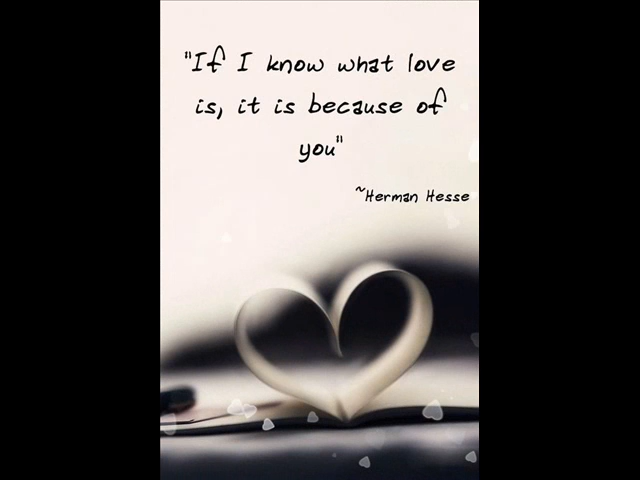 "If I know what love
is, it is because of
you"
~Herman Hesse